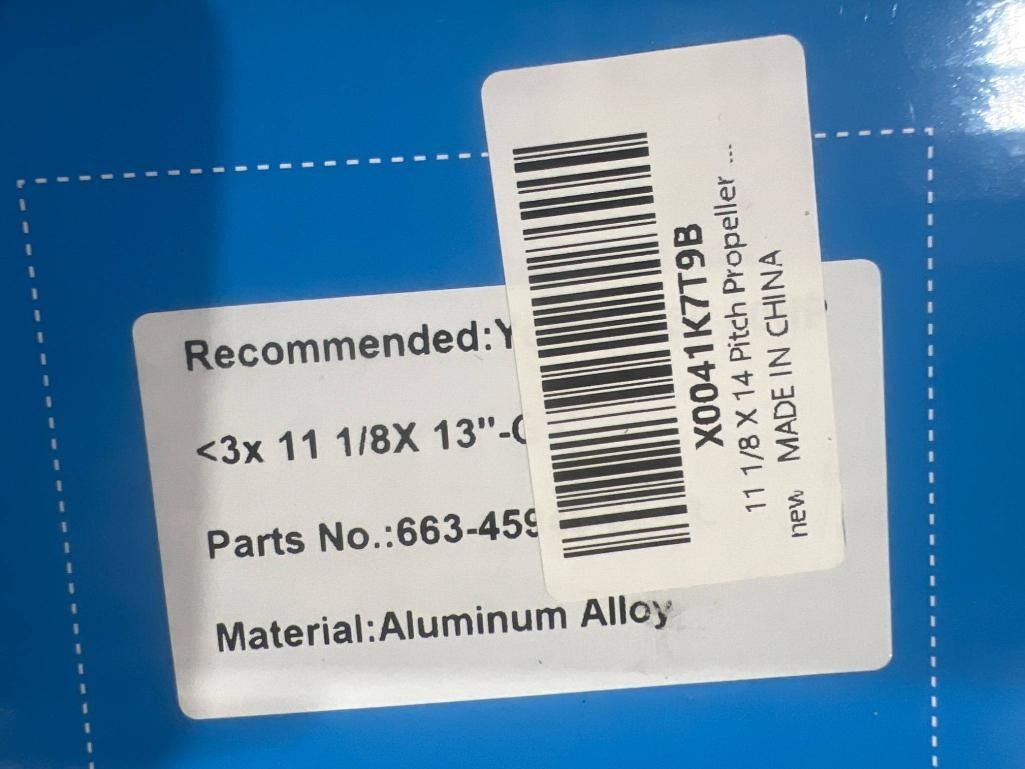 Recommended:Y
<3x 11 1/8X 13"-
Parts No.:663-459
Material:Aluminum Alloy
X0041K7T9B
11 1/8 X 14 Pitch Propeller ...
new MADE IN CHINA